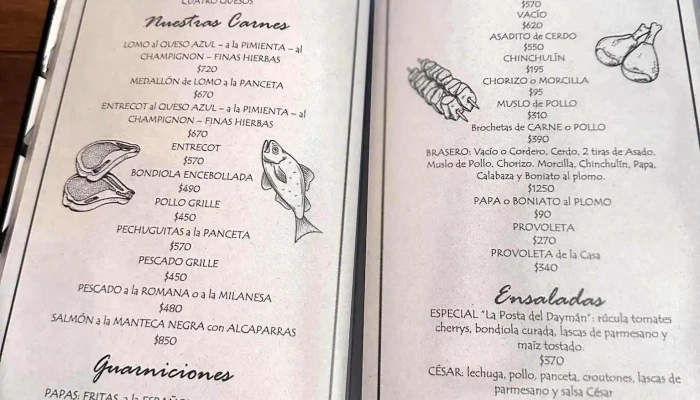 CUATRO QUESOS
Nuestras Carnes
LOMO al QUESO AZUL – a la PIMIENTA – al
CHAMPIGNON – FINAS HIERBAS
$720
MEDALLÓN de LOMO a la PANCETA
$670
ENTRECOT al QUESO AZUL – a la PIMIENTA – al
CHAMPIGNON – FINAS HIERBAS
$670
ENTRECOT
$570
BONDIOLA ENCEBOLLADA
$490
POLLO GRILLE
$450
PECHUGUITAS a la PANCETA
$570
PESCADO GRILLE
$450
PESCADO a la ROMANA o a la MILANESA
$480
SALMÓN a la MANTECA NEGRA con ALCAPARRAS
$850
Guarniciones
PAPAS: FRITAS, a la
$570
VACÍO
$620
ASADITO de CERDO
$550
CHINCHULÍN
$195
CHORIZO o MORCILLA
$95
MUSLO de POLLO
$310
Brochetas de CARNE o POLLO
$390
BRASERO: Vacío o Cordero, Cerdo, 2 tiras de Asado,
Muslo de Pollo, Chorizo, Morcilla, Chinchulín, Papa,
Calabaza y Boniato al plomo.
$1250
PAPA o BONIATO al PLOMO
$90
PROVOLETA
$270
PROVOLETA de la Casa
$340
Ensaladas
ESPECIAL "La Posta del Daymán": rúcula tomates
cherrys, bondiola curada, lascas de parmesano y
maíz tostado.
$370
CÉSAR: lechuga, pollo, panceta, croutones, lascas de
parmesano y salsa César